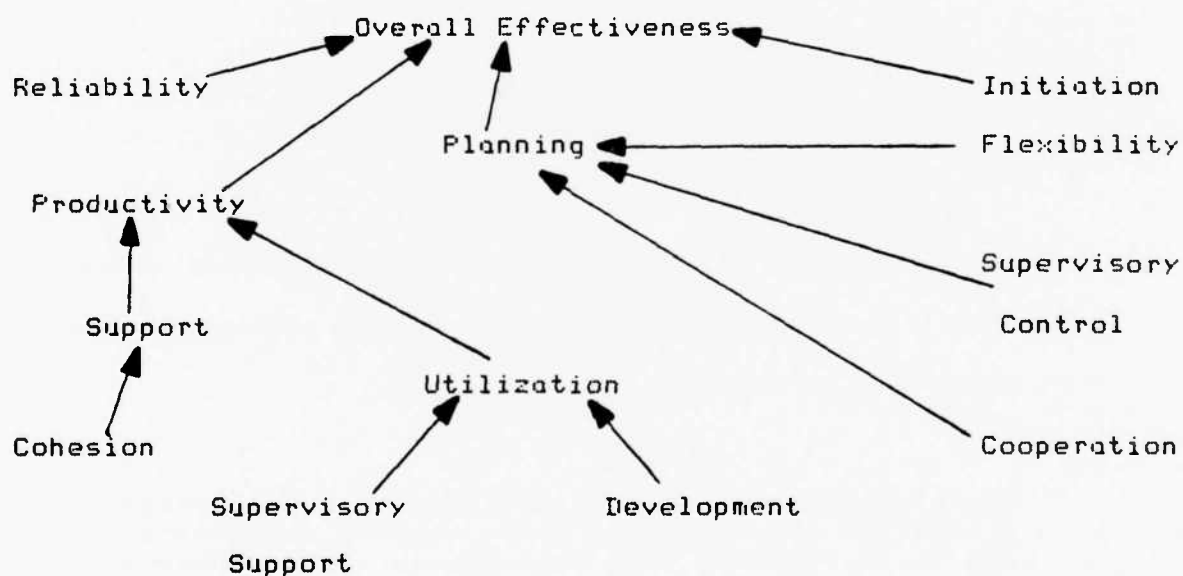 Overall Effectiveness
Reliability
Initiation
Planning
Flexibility
Productivity
Supervisory
Control
Support
Utilization
Cohesion
Cooperation
Supervisory
Support
Development